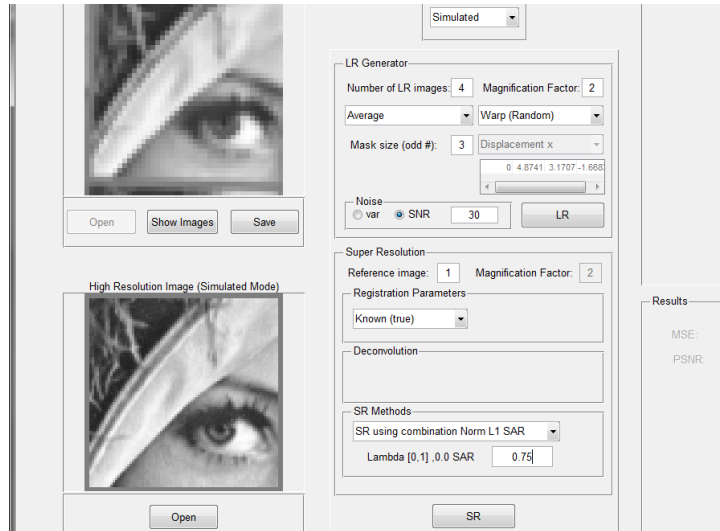 Simulated
LR Generator
Number of LR images: 4 Magnification Factor: 2
Average Warp (Random)
Mask size (odd #): 3 Displacement x
0 4.8741 3.1707
Noise
var SNR 30 LR
Open Show Images Save
Super Resolution
Reference image: 1 Magnification Factor: 2
Registration Parameters
Known (true)
Deconvolution
SR Methods
SR using combination Norm L1 SAR
Lambda [0,1] ,0.0 SAR 0.75
SR
High Resolution Image (Simulated Mode)
Open
Results
MSE:
PSNR: